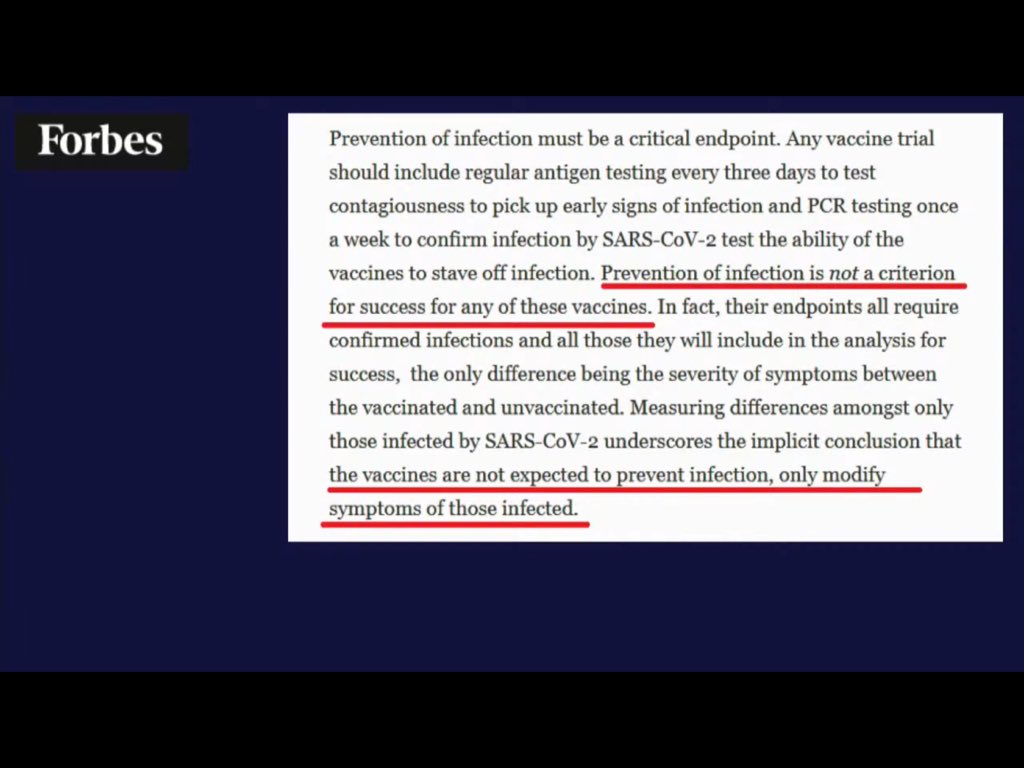 Forbes
Prevention of infection must be a critical endpoint. Any vaccine trial
should include regular antigen testing every three days to test
contagiousness to pick up early signs of infection and PCR testing once
a week to confirm infection by SARS-CoV-2 test the ability of the
vaccines to stave off infection. Prevention of infection is not a criterion
for success for any of these vaccines. In fact, their endpoints all require
confirmed infections and all those they will include in the analysis for
success,  the only difference being the severity of symptoms between
the vaccinated and unvaccinated. Measuring differences amongst only
those infected by SARS-CoV-2 underscores the implicit conclusion that
the vaccines are not expected to prevent infection, only modify
symptoms of those infected.